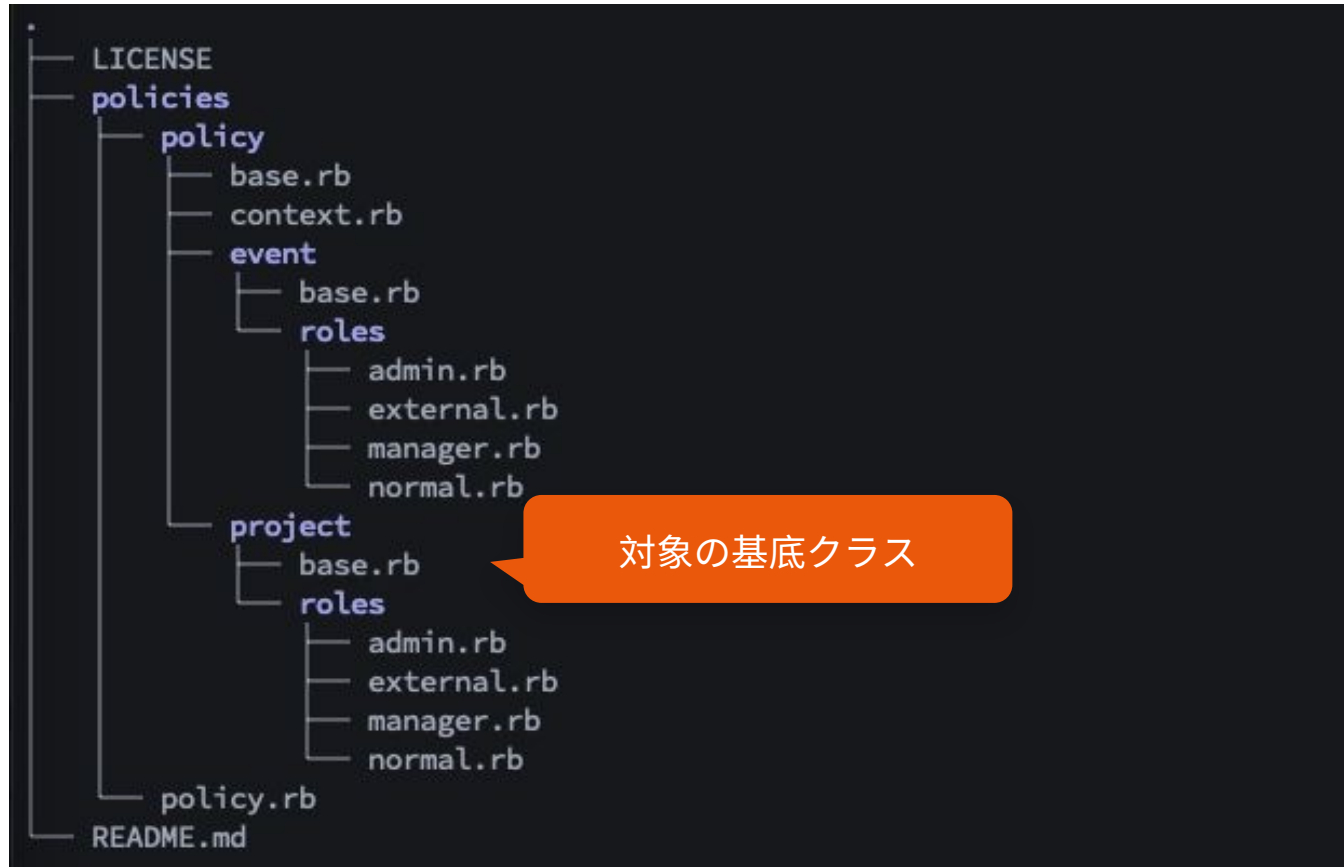 .
├── LICENSE
├── policies
│   ├── policy
│   │   ├── base.rb
│   │   ├── context.rb
│   │   ├── event
│   │   │   ├── base.rb
│   │   │   └── roles
│   │   │       ├── admin.rb
│   │   │       ├── external.rb
│   │   │       ├── manager.rb
│   │   │       └── normal.rb
│   │   └── project
│   │       ├── base.rb
対象の基底クラス
│   │       └── roles
│   │           ├── admin.rb
│   │           ├── external.rb
│   │           ├── manager.rb
│   │           └── normal.rb
│   └── policy.rb
└── README.md